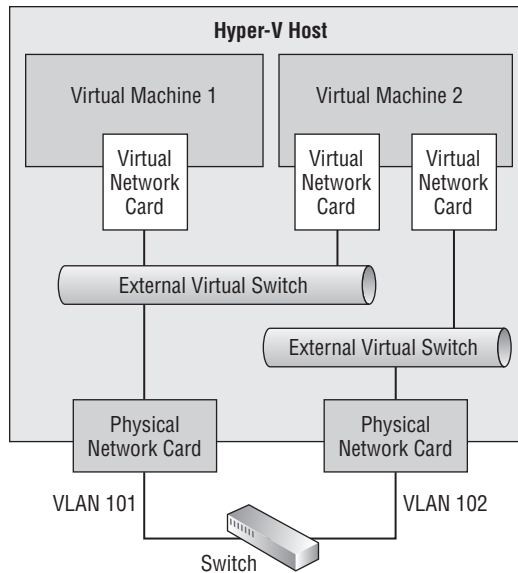 Hyper-V Host
Virtual Machine 1
Virtual Machine 2
Virtual
Network
Card
Virtual
Network
Card
Virtual
Network
Card
External Virtual Switch
External Virtual Switch
Physical
Network Card
Physical
Network Card
VLAN 101
VLAN 102
Switch